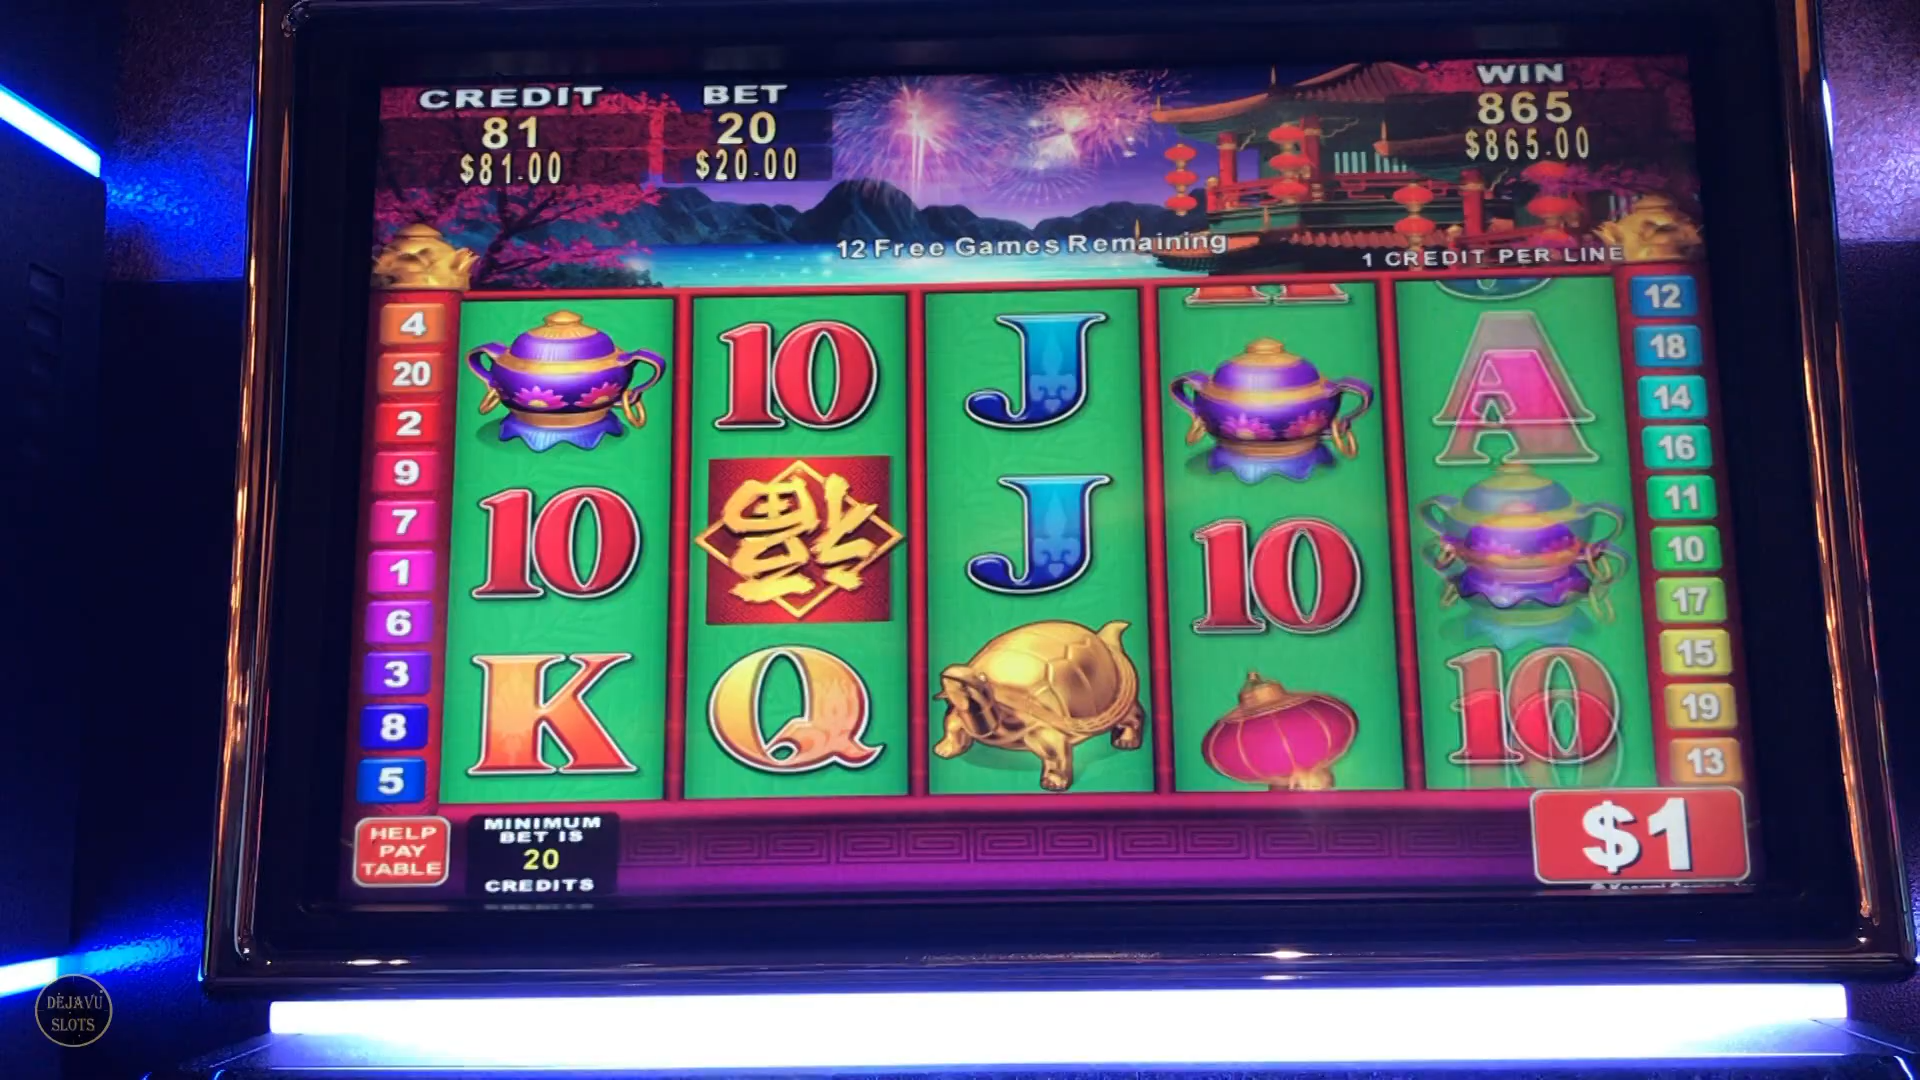 CREDIT
81
$81.00
BET
20
$20.00
WIN
865
$865.00
12 Free Games Remaining
1 CREDIT PER LINE
4
20
2
9
7
1
6
3
8
5
10
J
A
10
福
J
10
K
Q
10
12
18
14
16
11
10
17
15
19
13
HELP
PAY
TABLE
MINIMUM
BET IS
20
CREDITS
$1
DEJAVU
SLOTS